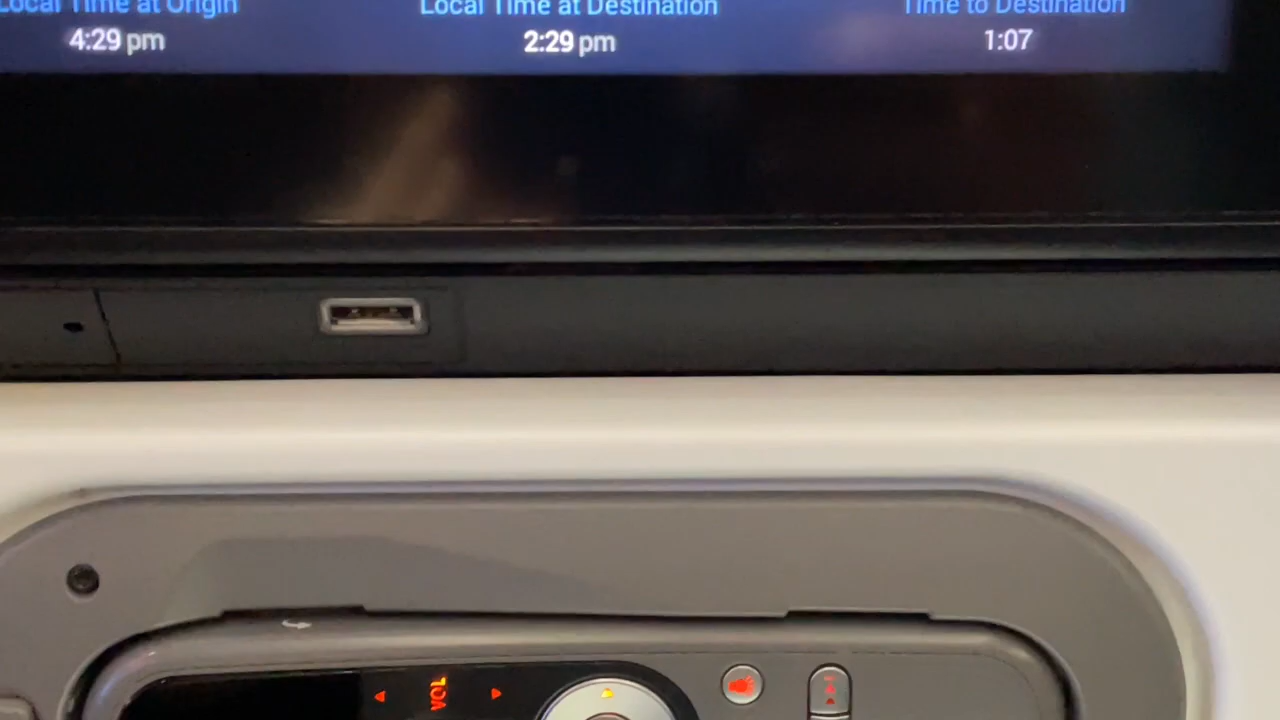 Local Time at Origin
4:29 pm
Local Time at Destination
2:29 pm
Time to Destination
1:07
VOL